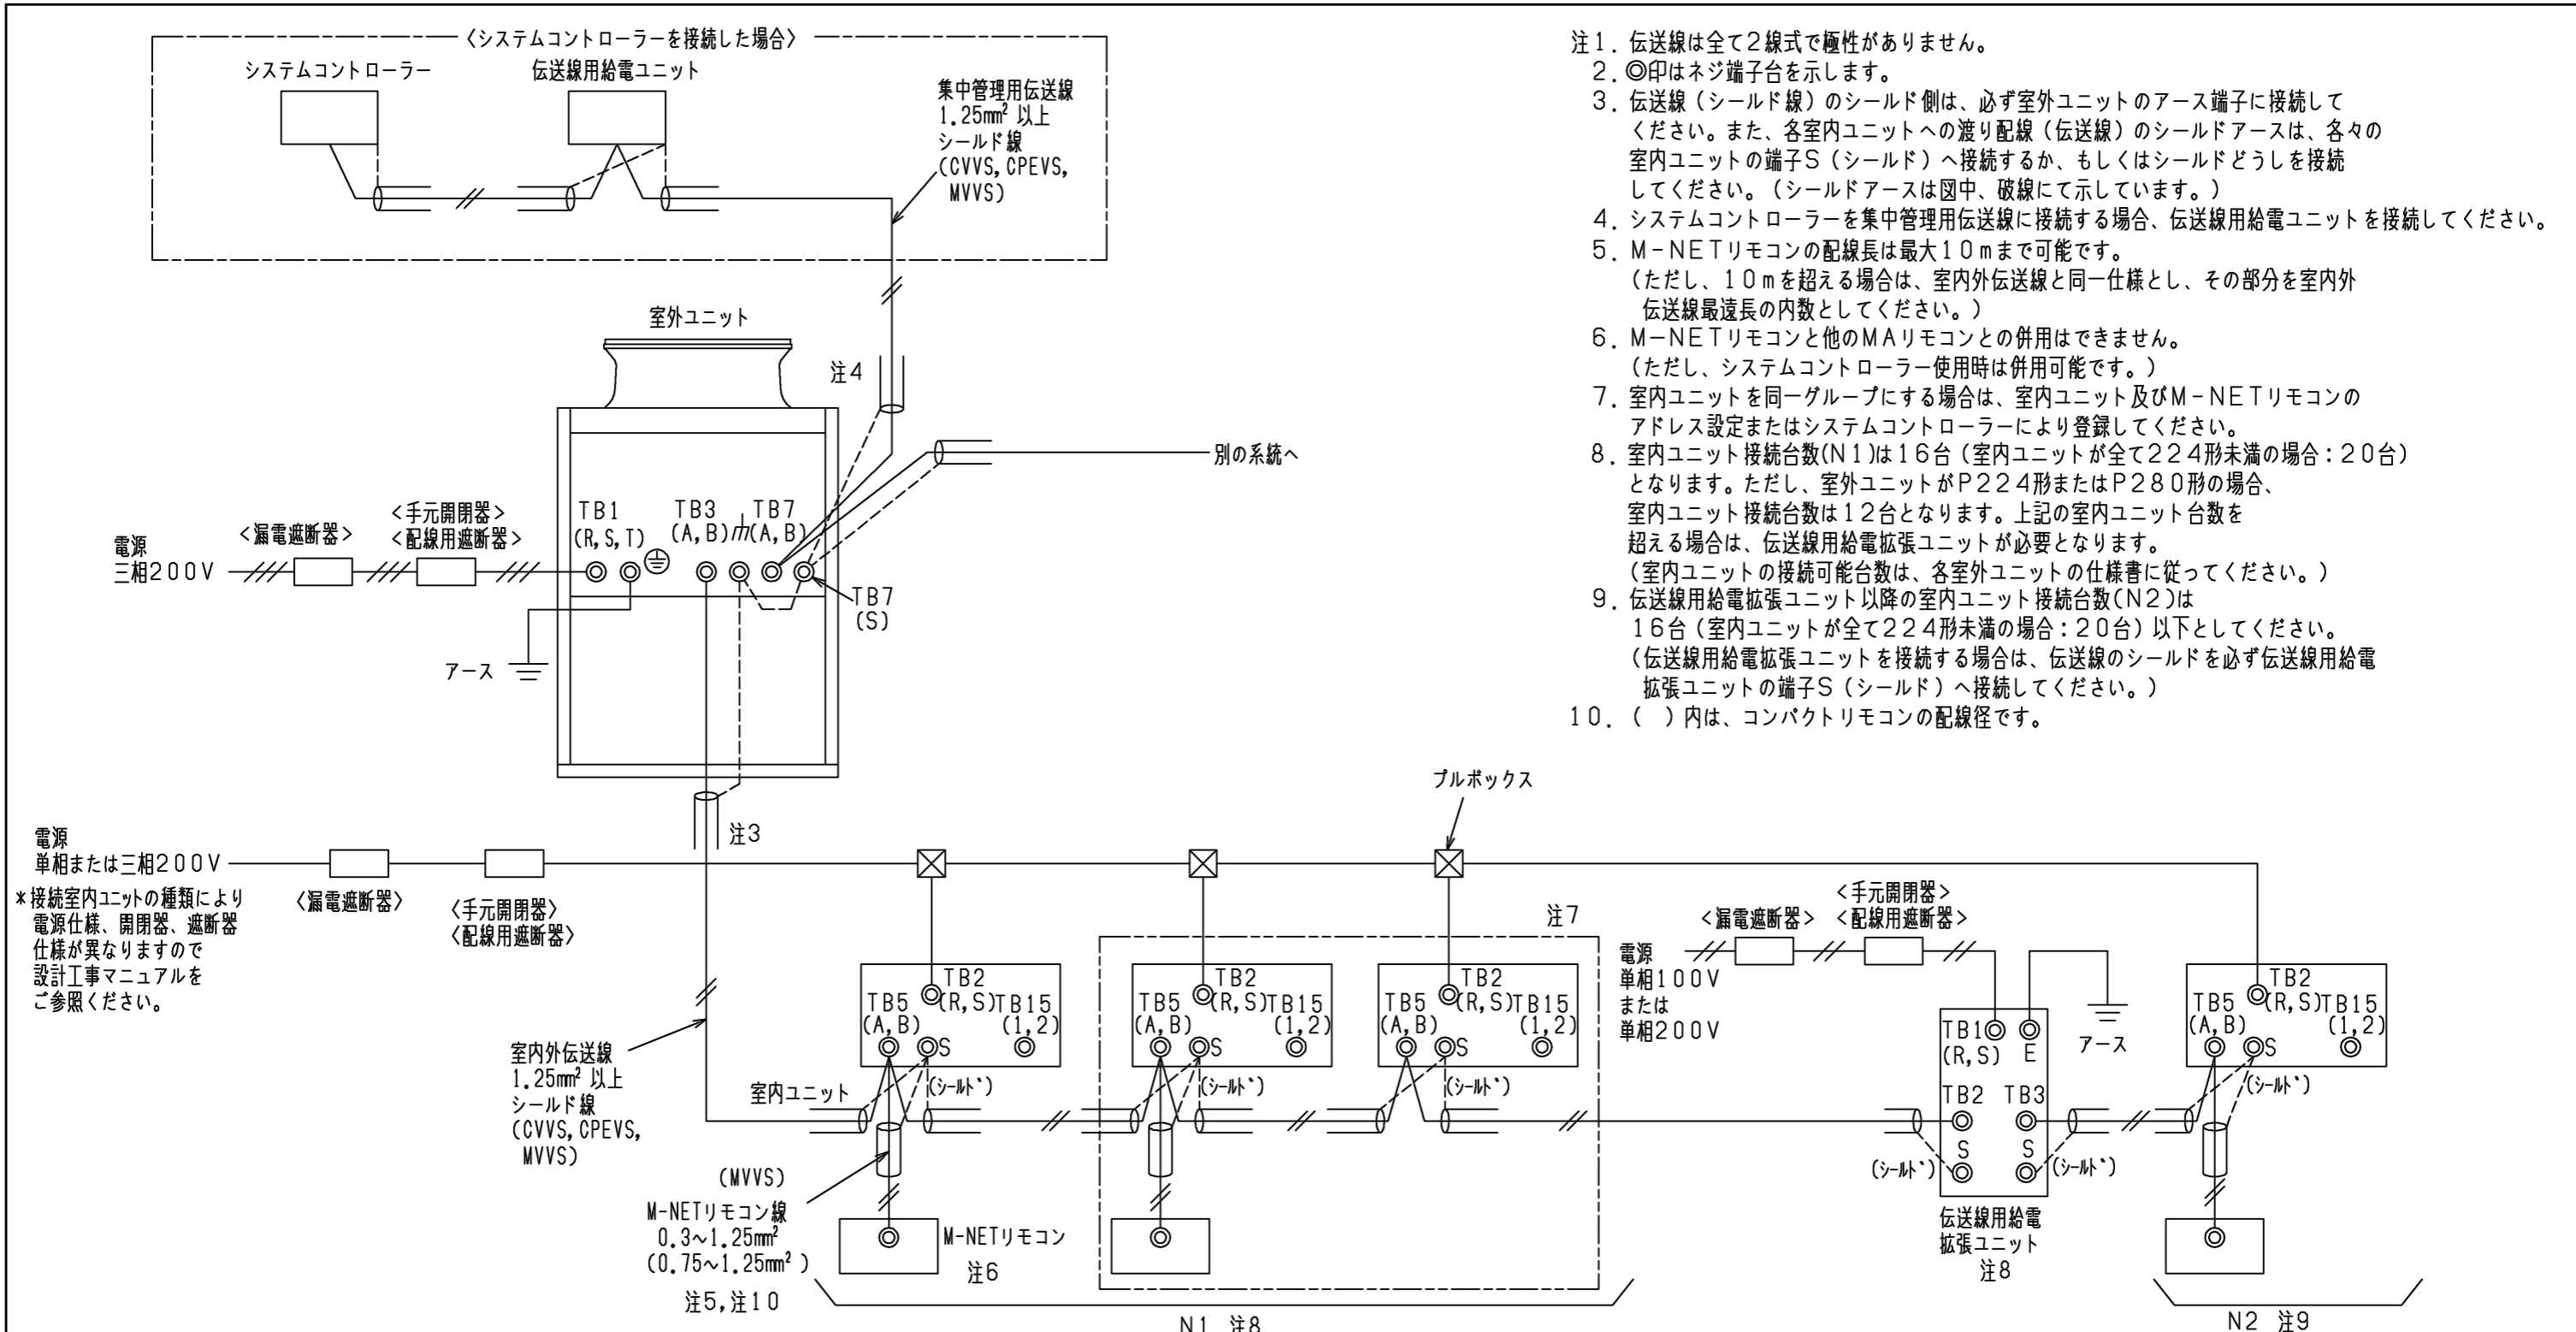 〈システムコントローラーを接続した場合〉
システムコントローラー
伝送線用給電ユニット
集中管理用伝送線
1.25mm² 以上
シールド線
(CVVS,CPEVS,
MVVS)
室外ユニット
注4
別の系統へ
電源
三相200V
<漏電遮断器>
<手元開閉器>
<配線用遮断器>
TB1
(R,S,T)
TB3
(A,B)
TB7
(A,B)
TB7
(S)
アース
注3
注1. 伝送線は全て2線式で極性がありません。
2. ◎印はネジ端子台を示します。
3. 伝送線（シールド線）のシールド側は、必ず室外ユニットのアース端子に接続して
ください。また、各室内ユニットへの渡り配線（伝送線）のシールドアースは、各々の
室内ユニットの端子S（シールド）へ接続するか、もしくはシールドどうしを接続
してください。（シールドアースは図中、破線にて示しています。）
4. システムコントローラーを集中管理用伝送線に接続する場合、伝送線用給電ユニットを接続してください。
5. M-NETリモコンの配線長は最大10mまで可能です。
（ただし、10mを超える場合は、室内外伝送線と同一仕様とし、その部分を室内外
伝送線最遠長の内数としてください。）
6. M-NETリモコンと他のMAリモコンとの併用はできません。
（ただし、システムコントローラー使用時は併用可能です。）
7. 室内ユニットを同一グループにする場合は、室内ユニット及びM-NETリモコンの
アドレス設定またはシステムコントローラーにより登録してください。
8. 室内ユニット接続台数(N1)は16台（室内ユニットが全て224形未満の場合：20台）
となります。ただし、室外ユニットがP224形またはP280形の場合、
室内ユニット接続台数は12台となります。上記の室内ユニット台数を
超える場合は、伝送線用給電拡張ユニットが必要となります。
（室内ユニットの接続可能台数は、各室外ユニットの仕様書に従ってください。）
9. 伝送線用給電拡張ユニット以降の室内ユニット接続台数(N2)は
16台（室内ユニットが全て224形未満の場合：20台）以下としてください。
（伝送線用給電拡張ユニットを接続する場合は、伝送線のシールドを必ず伝送線用給電
拡張ユニットの端子S（シールド）へ接続してください。）
10. （　）内は、コンパクトリモコンの配線径です。
プルボックス
電源
単相または三相200V
*接続室内ユニットの種類により
電源仕様、開閉器、遮断器
仕様が異なりますので
設計工事マニュアルを
ご参照ください。
〈漏電遮断器〉
〈手元開閉器〉
〈配線用遮断器〉
室内外伝送線
1.25mm² 以上
シールド線
(CVVS,CPEVS,
MVVS)
室内ユニット
TB2
(R,S)
TB5
(A,B)
TB15
(1,2)
S
(シールド)
注7
TB2
(R,S)
TB5
(A,B)
TB15
(1,2)
S
(シールド)
TB2
(R,S)
TB5
(A,B)
TB15
(1,2)
S
(シールド)
電源
単相100V
または
単相200V
<漏電遮断器>
<手元開閉器>
<配線用遮断器>
アース
TB1
(R,S)
E
TB2
TB3
S
S
(シールド)
(シールド)
伝送線用給電
拡張ユニット
注8
TB2
(R,S)
TB5
(A,B)
TB15
(1,2)
S
(シールド)
(MVVS)
M-NETリモコン線
0.3~1.25mm²
(0.75~1.25mm²)
注5,注10
M-NETリモコン
注6
N1 注8
N2 注9